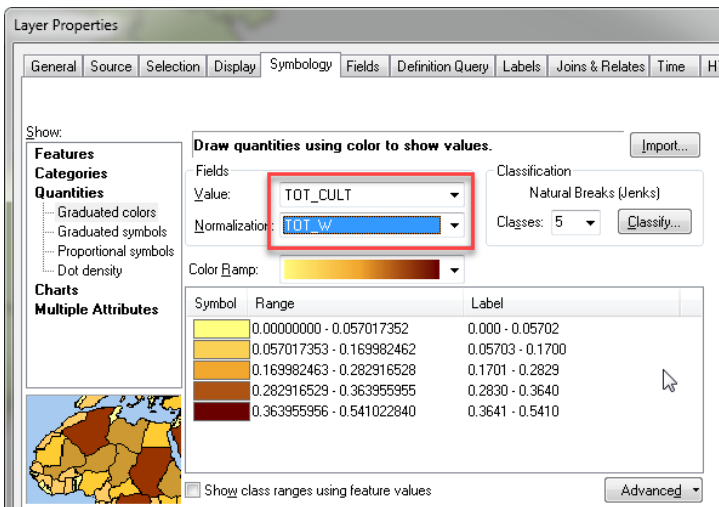 Layer Properties
General Source Selection Display Symbology Fields Definition Query Labels Joins & Relates Time
Show:
Features
Categories
Quantities
Graduated colors
Graduated symbols
Proportional symbols
Dot density
Charts
Multiple Attributes
Draw quantities using color to show values.
Import...
Fields
Value: TOT_CULT
Normalization: TOT_W
Classification
Natural Breaks (Jenks)
Classes: 5 Classify...
Color Ramp:
Symbol Range Label
0.00000000 - 0.057017352 0.000 - 0.05702
0.057017353 - 0.169982462 0.05703 - 0.1700
0.169982463 - 0.282916528 0.1701 - 0.2829
0.282916529 - 0.363955955 0.2830 - 0.3640
0.363955956 - 0.541022840 0.3641 - 0.5410
Show class ranges using feature values
Advanced